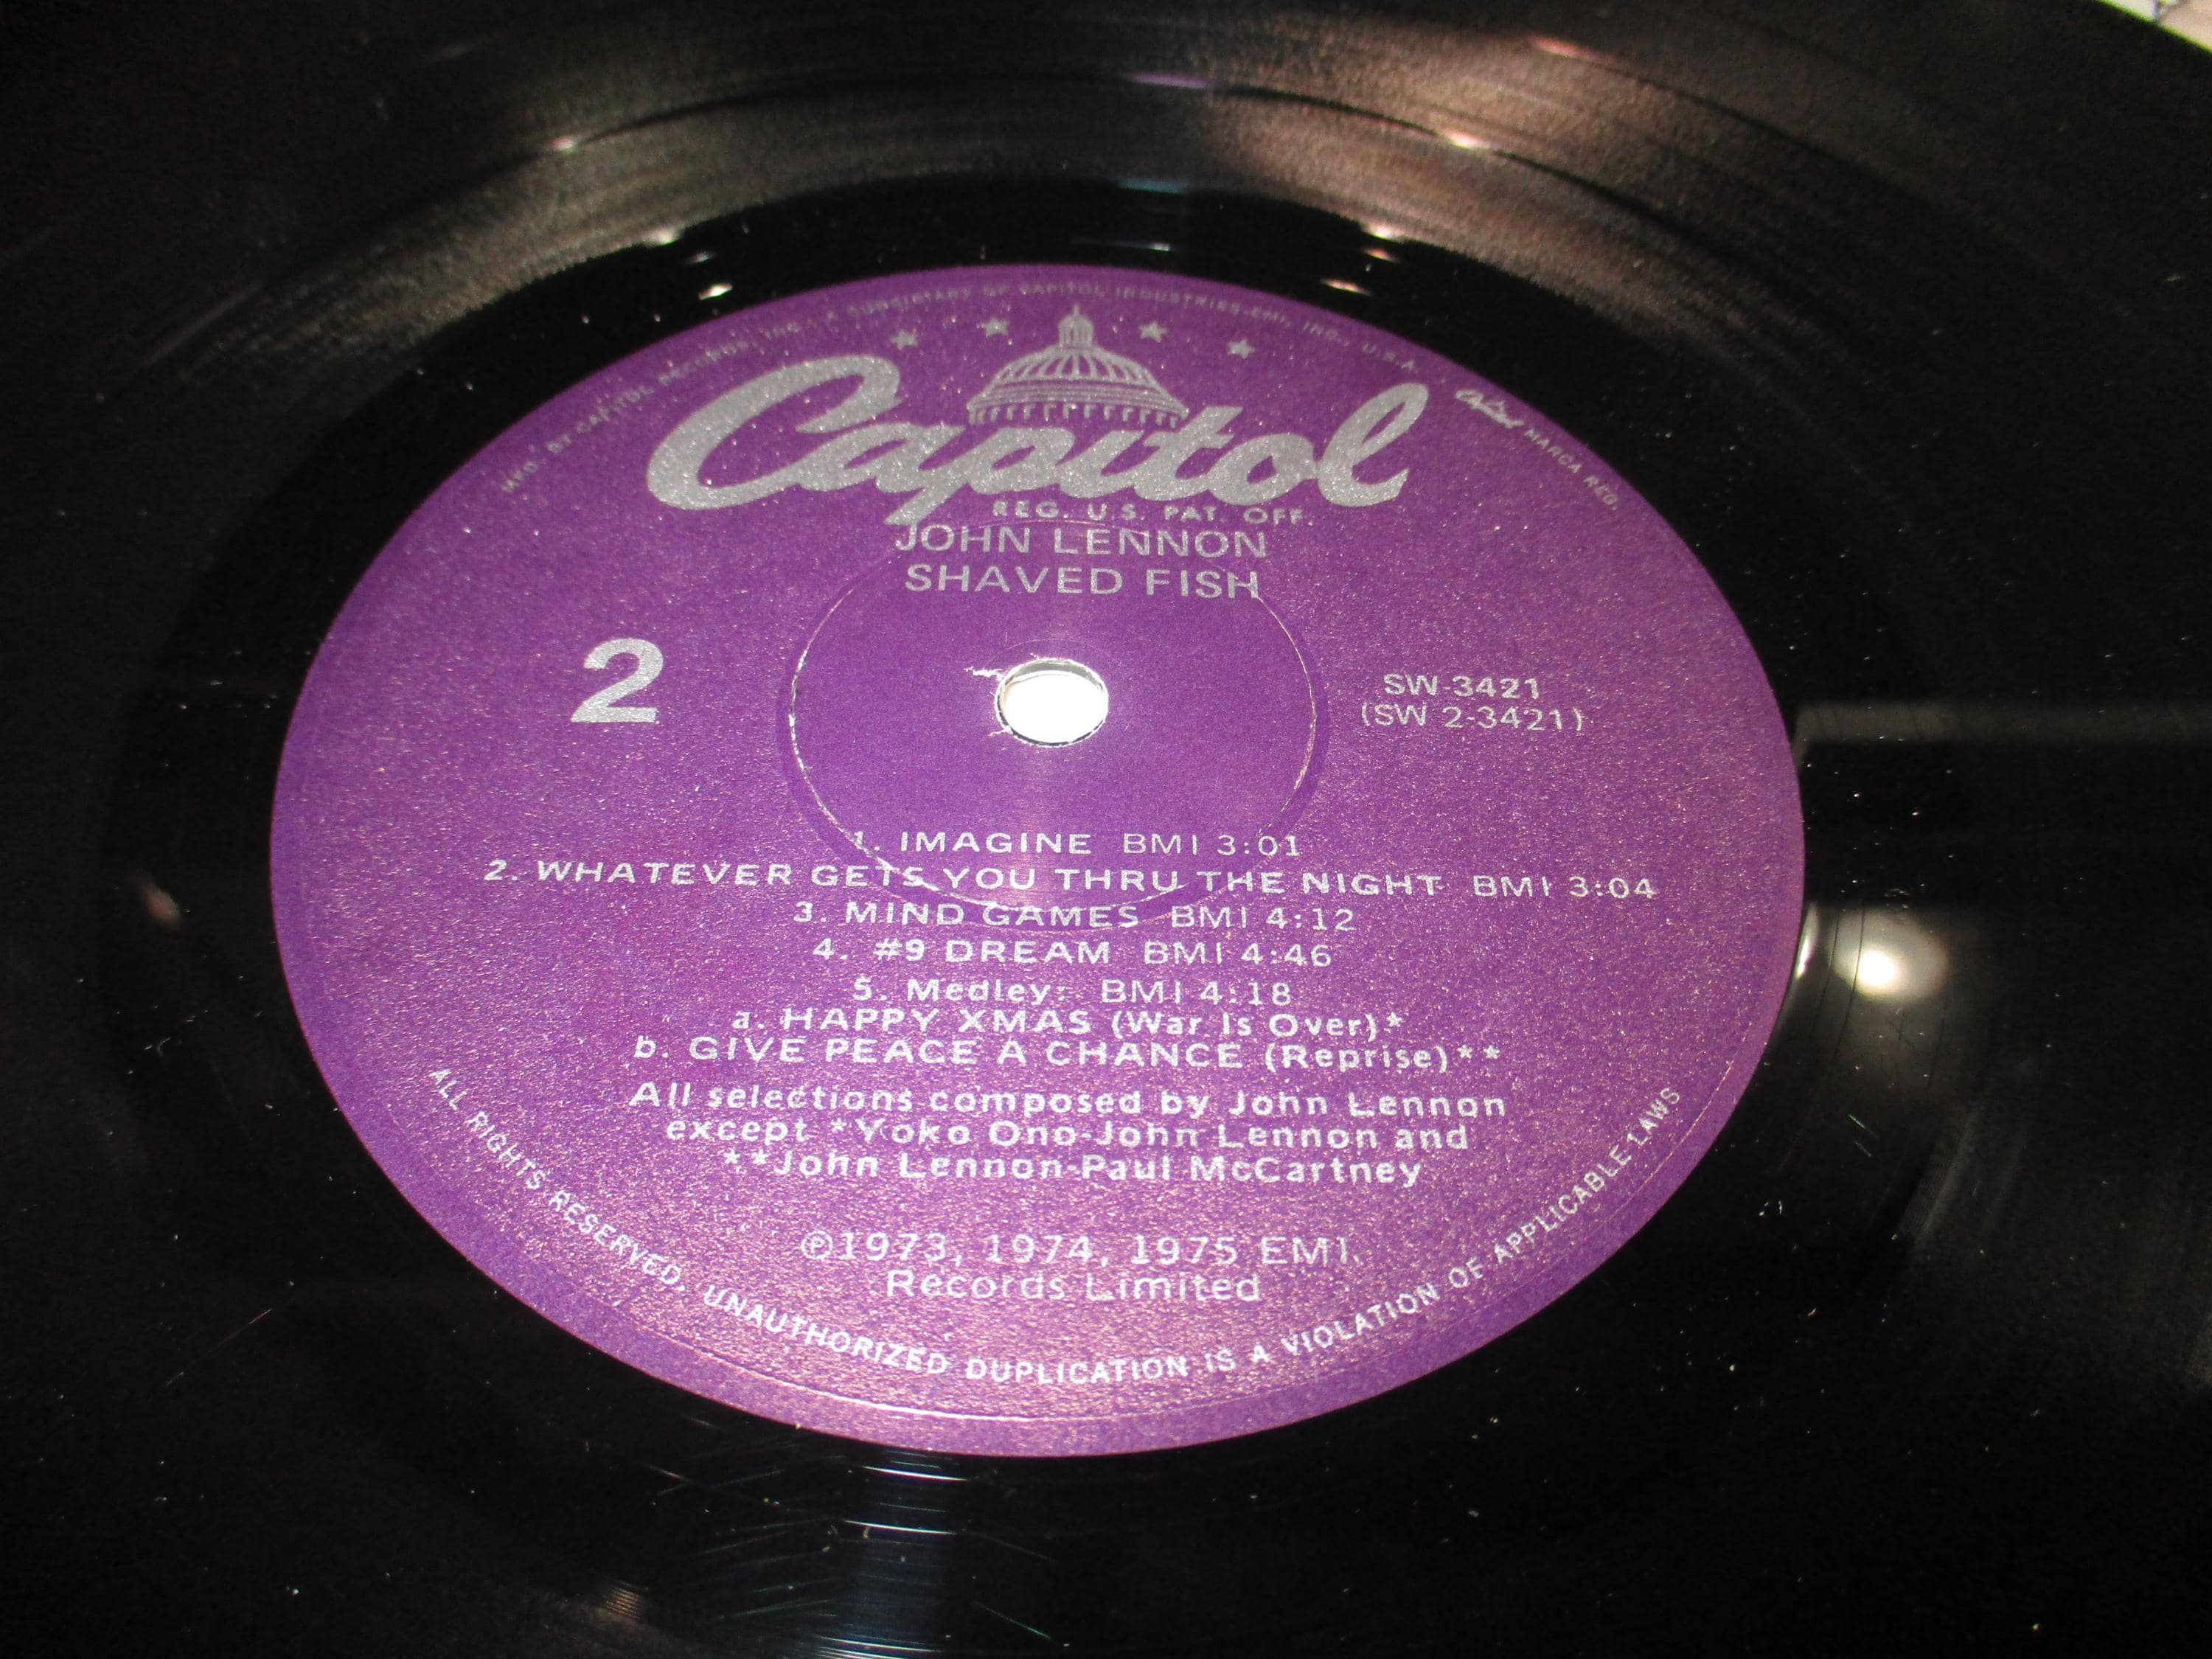 MFD. BY CAPITOL RECORDS, INC. A SUBSIDIARY OF CAPITOL INDUSTRIES-EMI, INC., U.S.A. . Capitol MARCA REG.
Capitol
REG. U.S. PAT. OFF.
JOHN LENNON
SHAVED FISH
2
SW-3421
(SW 2-3421)
1. IMAGINE BMI 3:01
2. WHATEVER GETS YOU THRU THE NIGHT BMI 3:04
3. MIND GAMES BMI 4:12
4. #9 DREAM BMI 4:46
5. Medley: BMI 4:18
a. HAPPY XMAS (War Is Over)*
b. GIVE PEACE A CHANCE (Reprise)**
All selections composed by John Lennon
except *Yoko Ono-John Lennon and
**John Lennon-Paul McCartney
℗1973, 1974, 1975 EMI.
Records Limited
ALL RIGHTS RESERVED. UNAUTHORIZED DUPLICATION IS A VIOLATION OF APPLICABLE LAWS